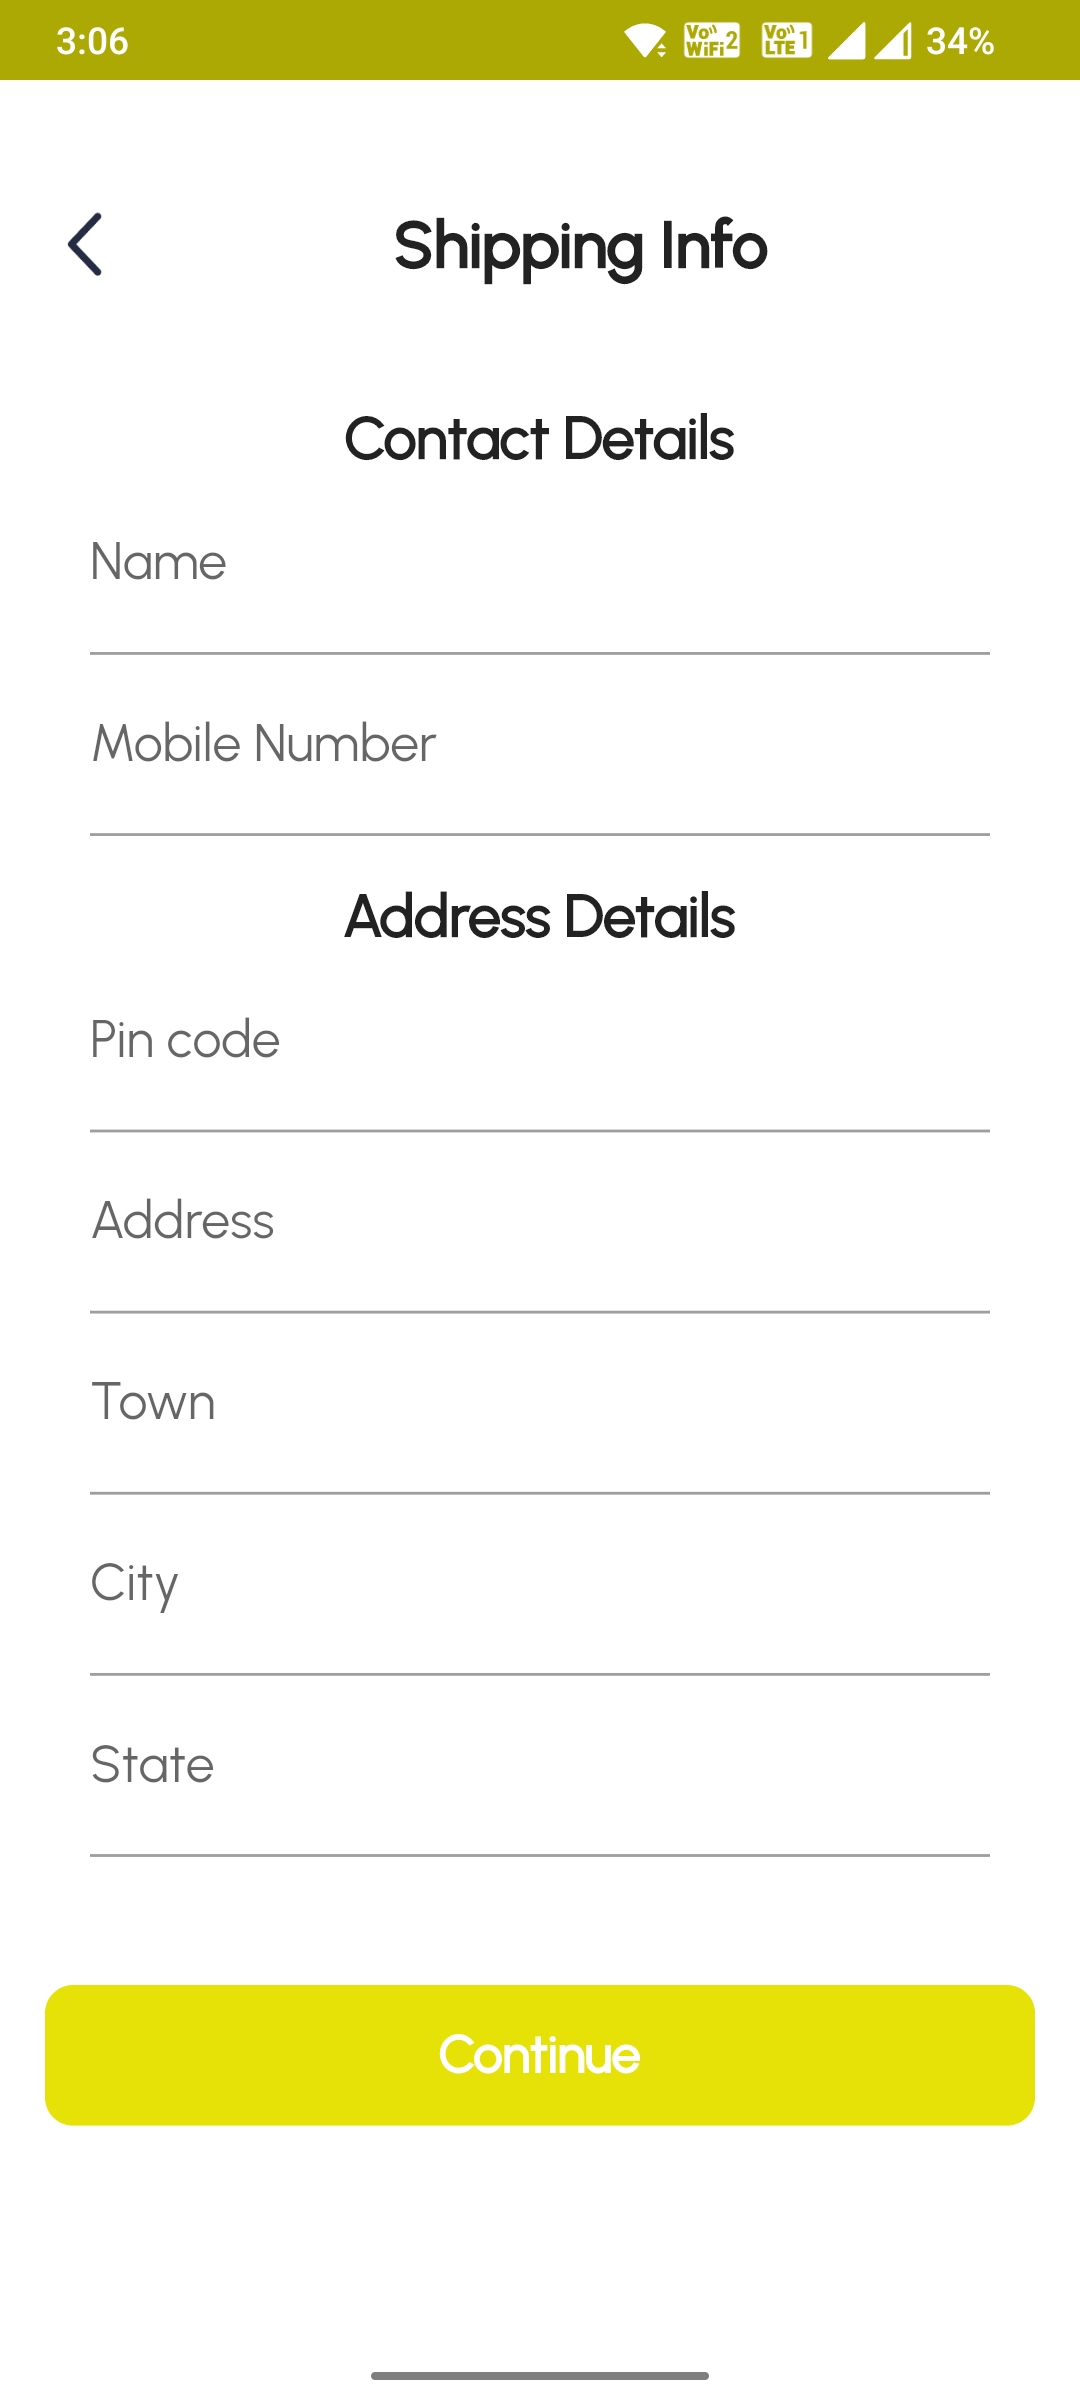 3:06 Vo WiFi 2 Vo LTE 1 34%
Shipping Info
Contact Details
Name
Mobile Number
Address Details
Pin code
Address
Town
City
State
Continue